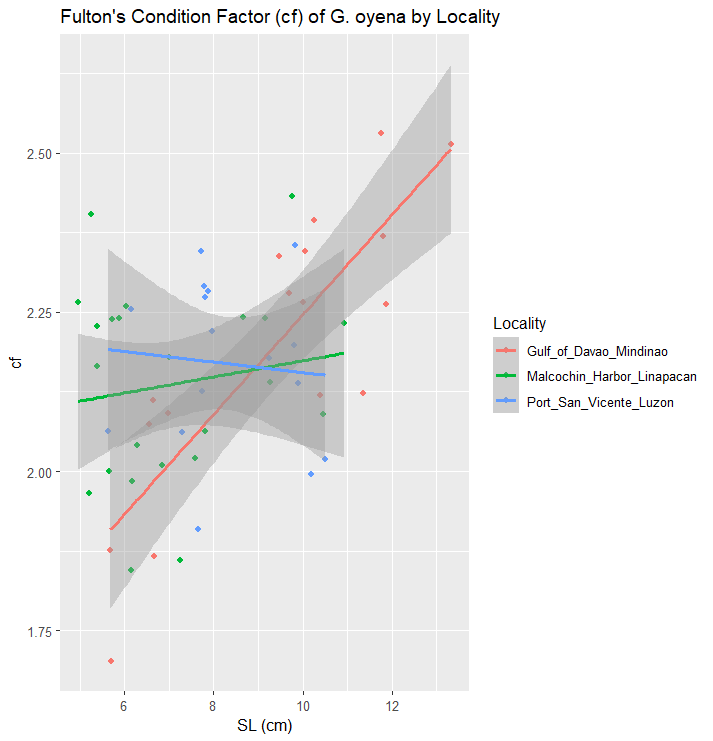 Fulton's Condition Factor (cf) of G. oyena by Locality
cf
2.50
2.25
2.00
1.75
6 8 10 12
SL (cm)
Locality
Gulf_of_Davao_Mindinao
Malcochin_Harbor_Linapacan
Port_San_Vicente_Luzon